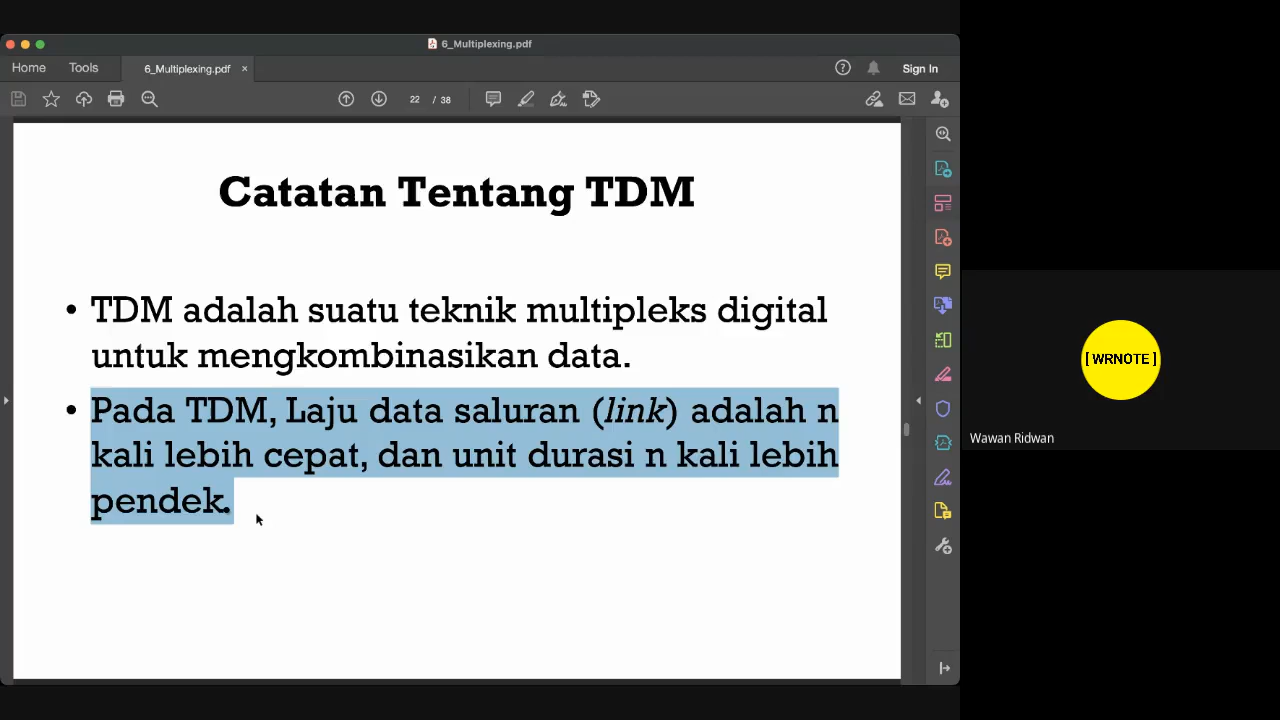 6_Multiplexing.pdf
Home Tools 6_Multiplexing.pdf × Sign In
22 / 38
Catatan Tentang TDM
• TDM adalah suatu teknik multipleks digital
untuk mengkombinasikan data.
• Pada TDM, Laju data saluran (link) adalah n
kali lebih cepat, dan unit durasi n kali lebih
pendek.
[ WRNOTE ]
Wawan Ridwan